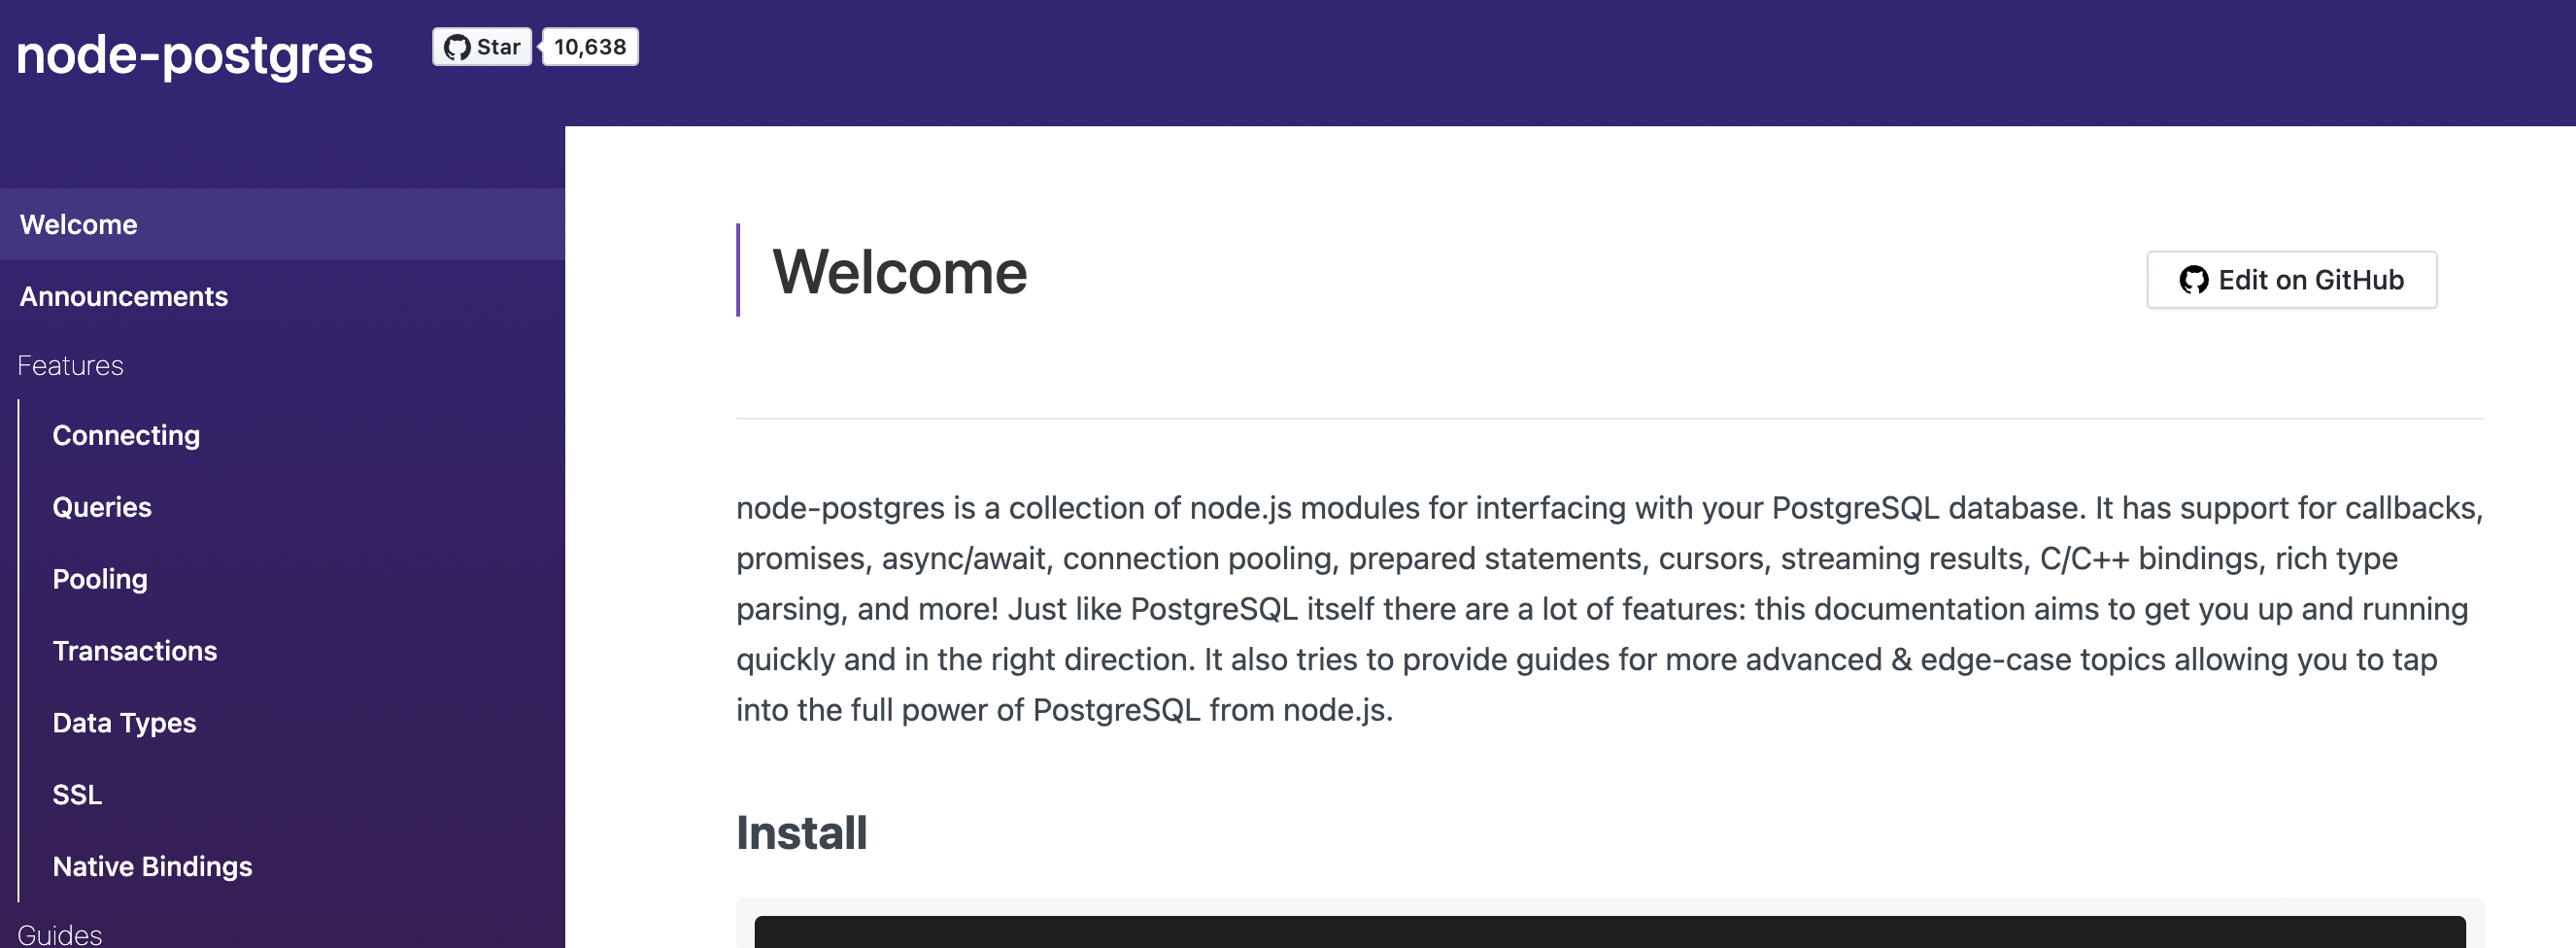 node-postgres
Star
10,638
Welcome
Announcements
Features
Connecting
Queries
Pooling
Transactions
Data Types
SSL
Native Bindings
Guides
Welcome
Edit on GitHub
node-postgres is a collection of node.js modules for interfacing with your PostgreSQL database. It has support for callbacks,
promises, async/await, connection pooling, prepared statements, cursors, streaming results, C/C++ bindings, rich type
parsing, and more! Just like PostgreSQL itself there are a lot of features: this documentation aims to get you up and running
quickly and in the right direction. It also tries to provide guides for more advanced & edge-case topics allowing you to tap
into the full power of PostgreSQL from node.js.
Install